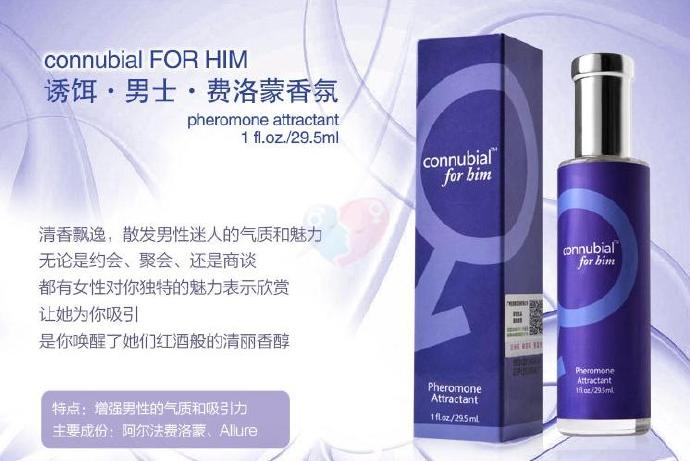 connubial FOR HIM
诱饵·男士·费洛蒙香氛
pheromone attractant
1 fl.oz./29.5ml
清香飘逸，散发男性迷人的气质和魅力
无论是约会、聚会、还是商谈
都有女性对你独特的魅力表示欣赏
让她为你吸引
是你唤醒了她们红酒般的清丽香醇
特点：增强男性的气质和吸引力
主要成份：阿尔法费洛蒙、Allure
connubial™
for him
Pheromone
Attractant
1 fl.oz./29.5mL
connubial™
for him
Pheromone
Attractant
1 fl.oz./29.5mL